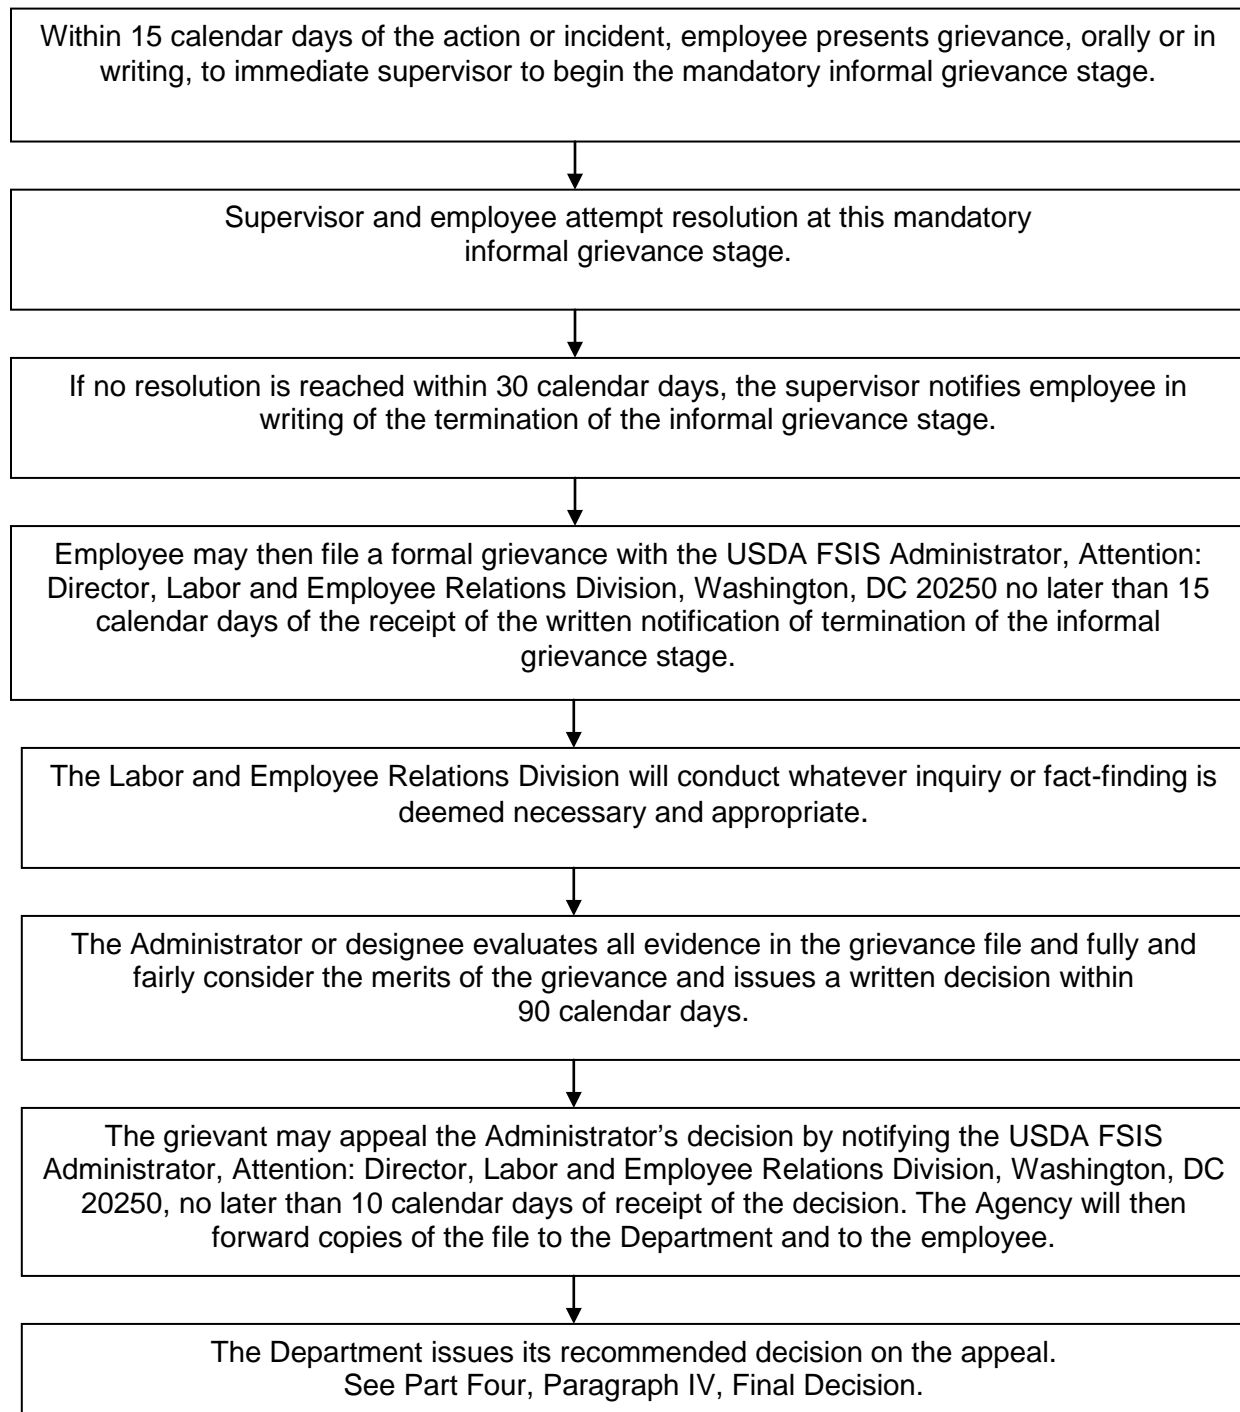 Within 15 calendar days of the action or incident, employee presents grievance, orally or in
writing, to immediate supervisor to begin the mandatory informal grievance stage.
Supervisor and employee attempt resolution at this mandatory
informal grievance stage.
If no resolution is reached within 30 calendar days, the supervisor notifies employee in
writing of the termination of the informal grievance stage.
Employee may then file a formal grievance with the USDA FSIS Administrator, Attention:
Director, Labor and Employee Relations Division, Washington, DC 20250 no later than 15
calendar days of the receipt of the written notification of termination of the informal
grievance stage.
The Labor and Employee Relations Division will conduct whatever inquiry or fact-finding is
deemed necessary and appropriate.
The Administrator or designee evaluates all evidence in the grievance file and fully and
fairly consider the merits of the grievance and issues a written decision within
90 calendar days.
The grievant may appeal the Administrator’s decision by notifying the USDA FSIS
Administrator, Attention: Director, Labor and Employee Relations Division, Washington, DC
20250, no later than 10 calendar days of receipt of the decision. The Agency will then
forward copies of the file to the Department and to the employee.
The Department issues its recommended decision on the appeal.
See Part Four, Paragraph IV, Final Decision.